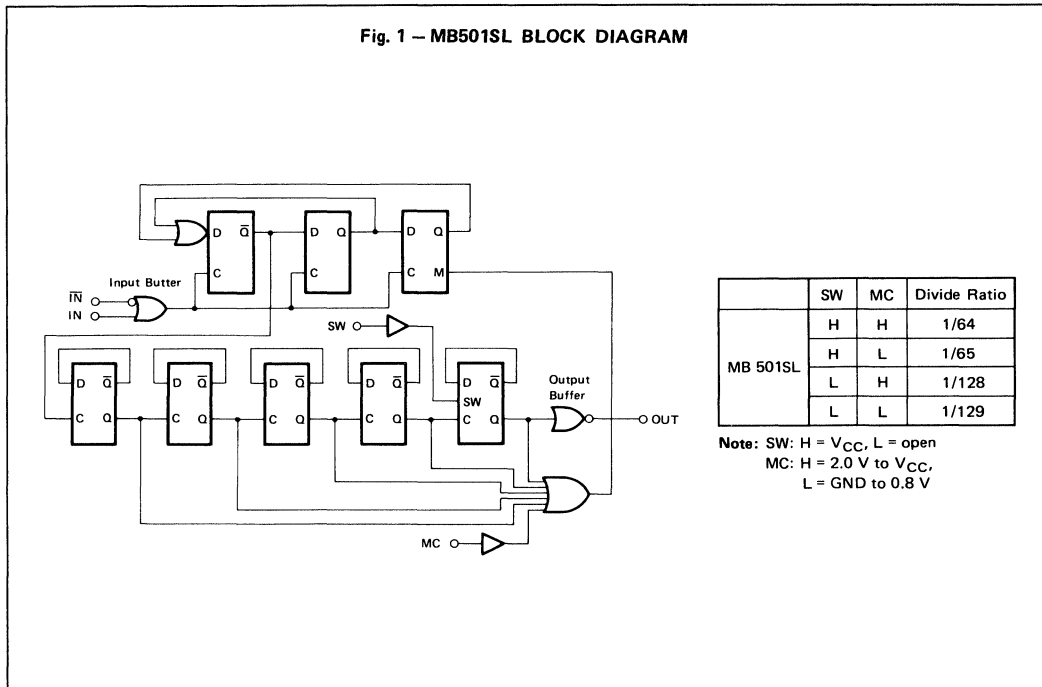 Fig. 1 – MB501SL BLOCK DIAGRAM
D Q̅ D Q D Q
C C C M
Input Butter
I̅N̅
IN
SW
D Q̅ D Q̅ D Q̅ D Q̅ D Q̅
SW
C Q C Q C Q C Q C Q
Output
Buffer
OUT
MC
SW MC Divide Ratio
MB 501SL
H H 1/64
H L 1/65
L H 1/128
L L 1/129
Note: SW: H = VCC, L = open
MC: H = 2.0 V to VCC,
L = GND to 0.8 V